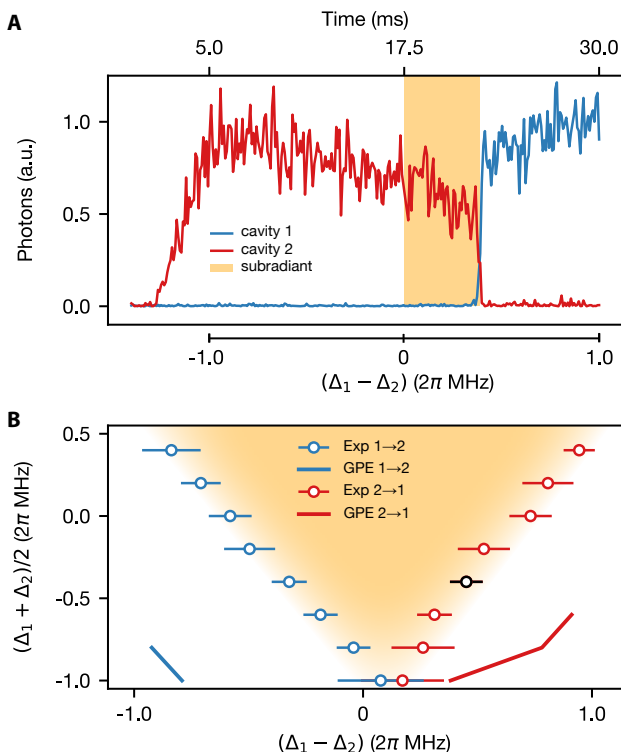 A
Time (ms)
5.0
17.5
30.0
Photons (a.u.)
1.0
0.5
0.0
cavity 1
cavity 2
subradiant
-1.0
0
1.0
(Δ₁ − Δ₂) (2π MHz)
B
(Δ₁ + Δ₂)/2 (2π MHz)
0.5
0.0
-0.5
-1.0
Exp 1→2
GPE 1→2
Exp 2→1
GPE 2→1
-1.0
0
1.0
(Δ₁ − Δ₂) (2π MHz)